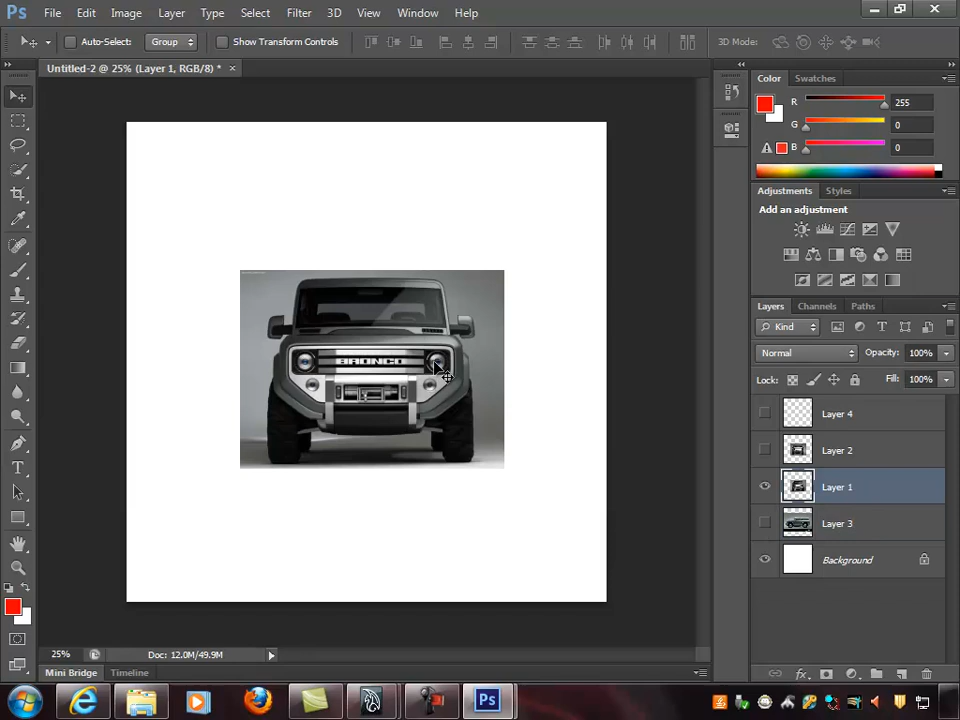 Ps File Edit Image Layer Type Select Filter 3D View Window Help
Auto-Select: Group Show Transform Controls 3D Mode:
Untitled-2 @ 25% (Layer 1, RGB/8) * ×
Color Swatches
R 255
G 0
B 0
Adjustments Styles
Add an adjustment
Layers Channels Paths
Kind
Normal Opacity: 100%
Lock: Fill: 100%
Layer 4
Layer 2
Layer 1
Layer 3
Background
BRONCO
25% Doc: 12.0M/49.9M
Mini Bridge Timeline
Ps